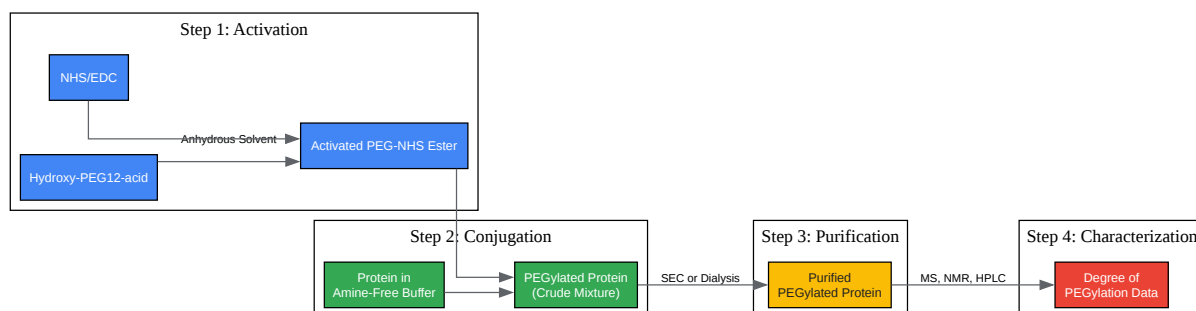 Step 1: Activation
NHS/EDC
Anhydrous Solvent
Activated PEG-NHS Ester
Hydroxy-PEG12-acid
Step 2: Conjugation
Protein in
Amine-Free Buffer
PEGylated Protein
(Crude Mixture)
SEC or Dialysis
Step 3: Purification
Purified
PEGylated Protein
MS, NMR, HPLC
Step 4: Characterization
Degree of
PEGylation Data